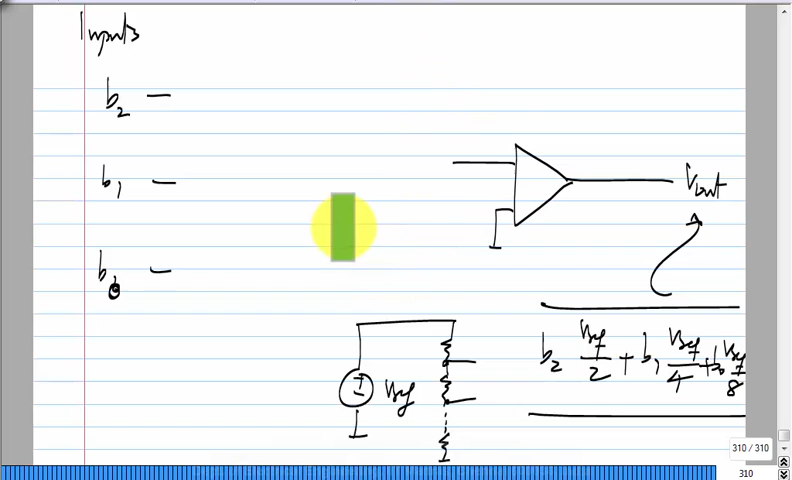 Inputs
b2 —
b1 —
b0 —
Vout
Vref
b2 Vref/2 + b1 Vref/4 + b0 Vref/8
310 / 310
310